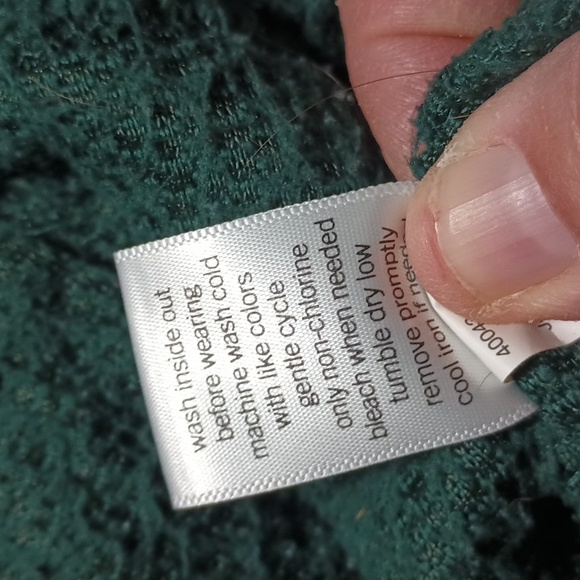 wash inside out
before wearing
machine wash cold
with like colors
gentle cycle
only non-chlorine
bleach when needed
tumble dry low
remove promptly
cool iron if needed